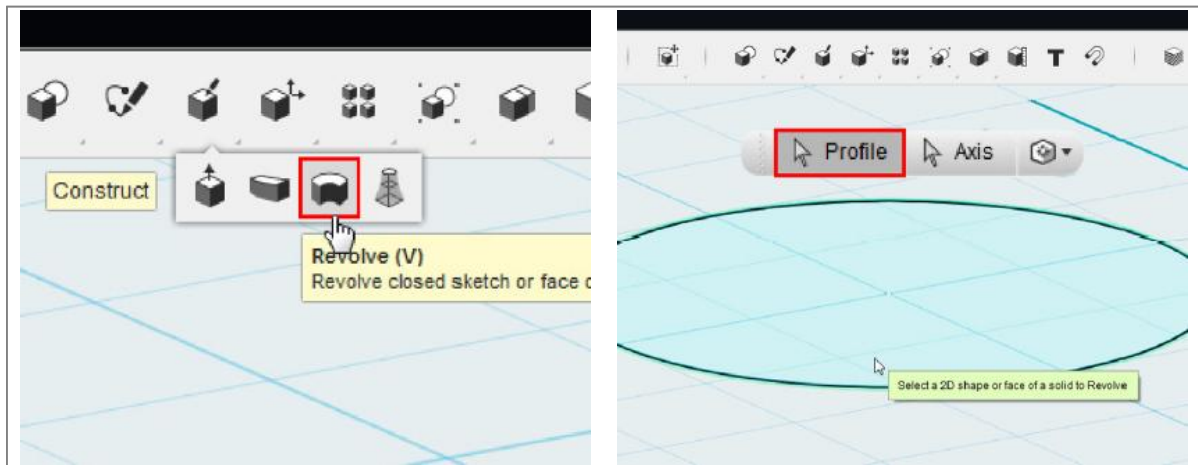 Construct
Revolve (V)
Revolve closed sketch or face
Profile
Axis
T
Select a 2D shape or face of a solid to Revolve